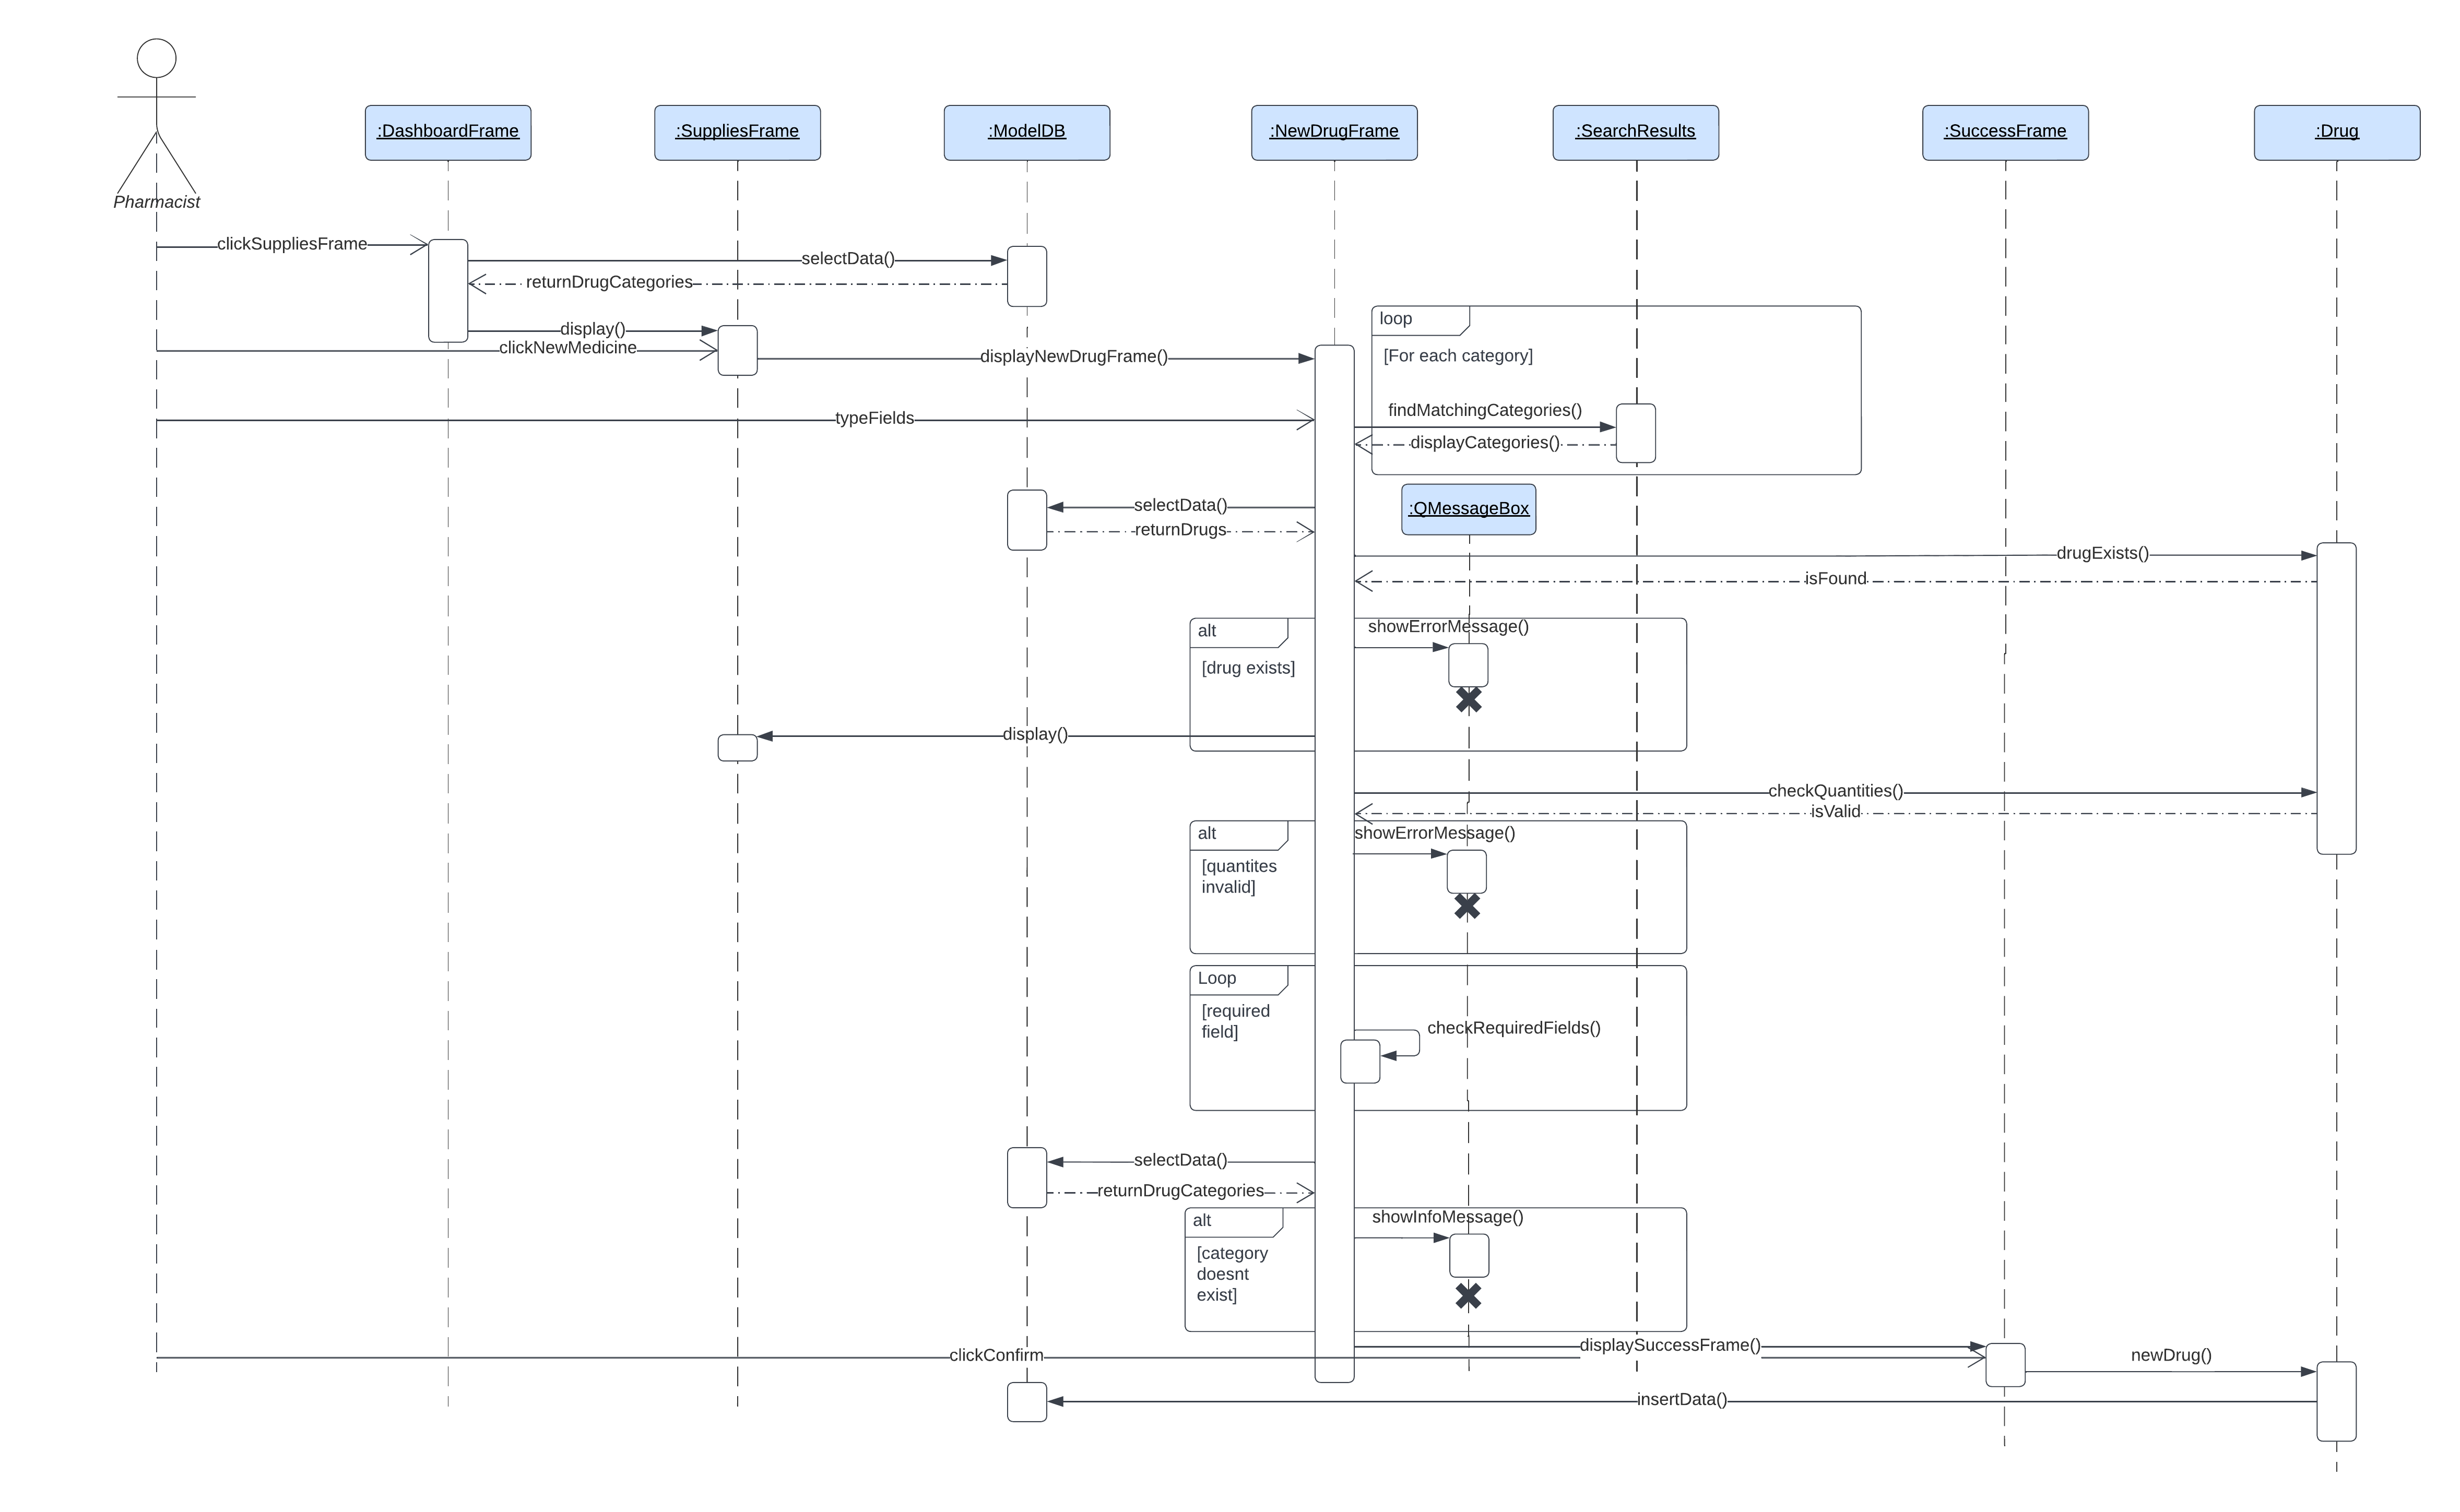 :DashboardFrame
:SuppliesFrame
:ModelDB
:NewDrugFrame
:SearchResults
:SuccessFrame
:Drug
Pharmacist
clickSuppliesFrame
selectData()
returnDrugCategories
loop
display()
clickNewMedicine
displayNewDrugFrame()
[For each category]
typeFields
findMatchingCategories()
displayCategories()
selectData()
:QMessageBox
returnDrugs
drugExists()
isFound
alt
showErrorMessage()
[drug exists]
display()
checkQuantities()
isValid
alt
showErrorMessage()
[quantites
invalid]
Loop
[required
field]
checkRequiredFields()
selectData()
returnDrugCategories
alt
showInfoMessage()
[category
doesnt
exist]
displaySuccessFrame()
clickConfirm
newDrug()
insertData()